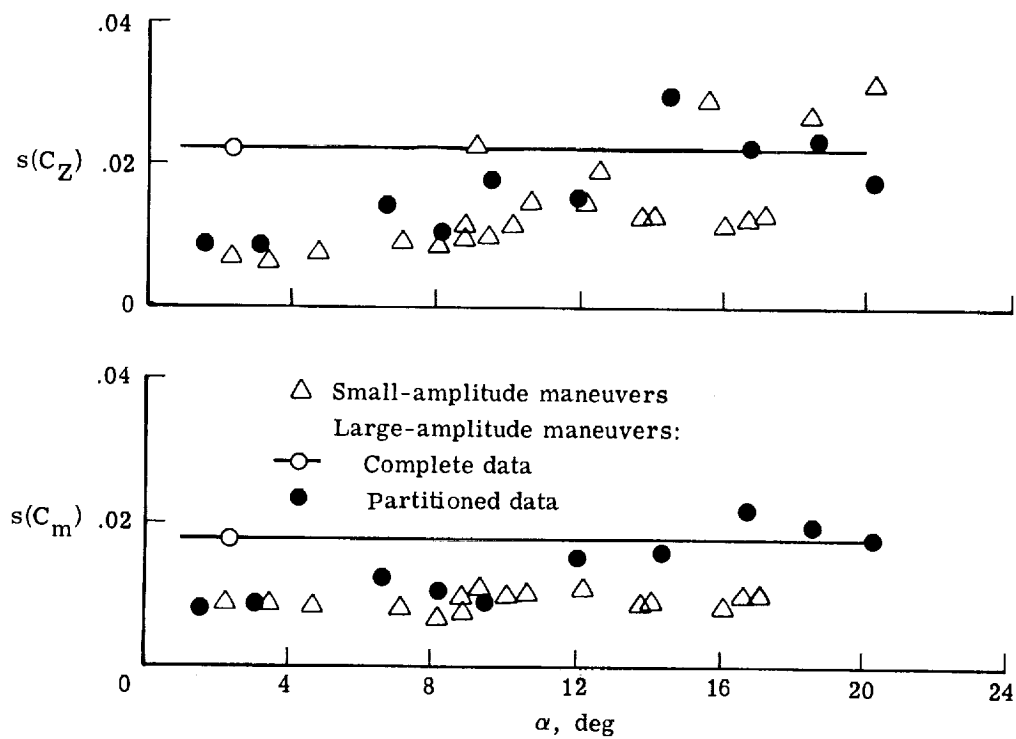 .04
s(C_Z) .02
0
.04
△ Small-amplitude maneuvers
Large-amplitude maneuvers:
Complete data
Partitioned data
s(C_m) .02
0 4 8 12 16 20 24
α, deg